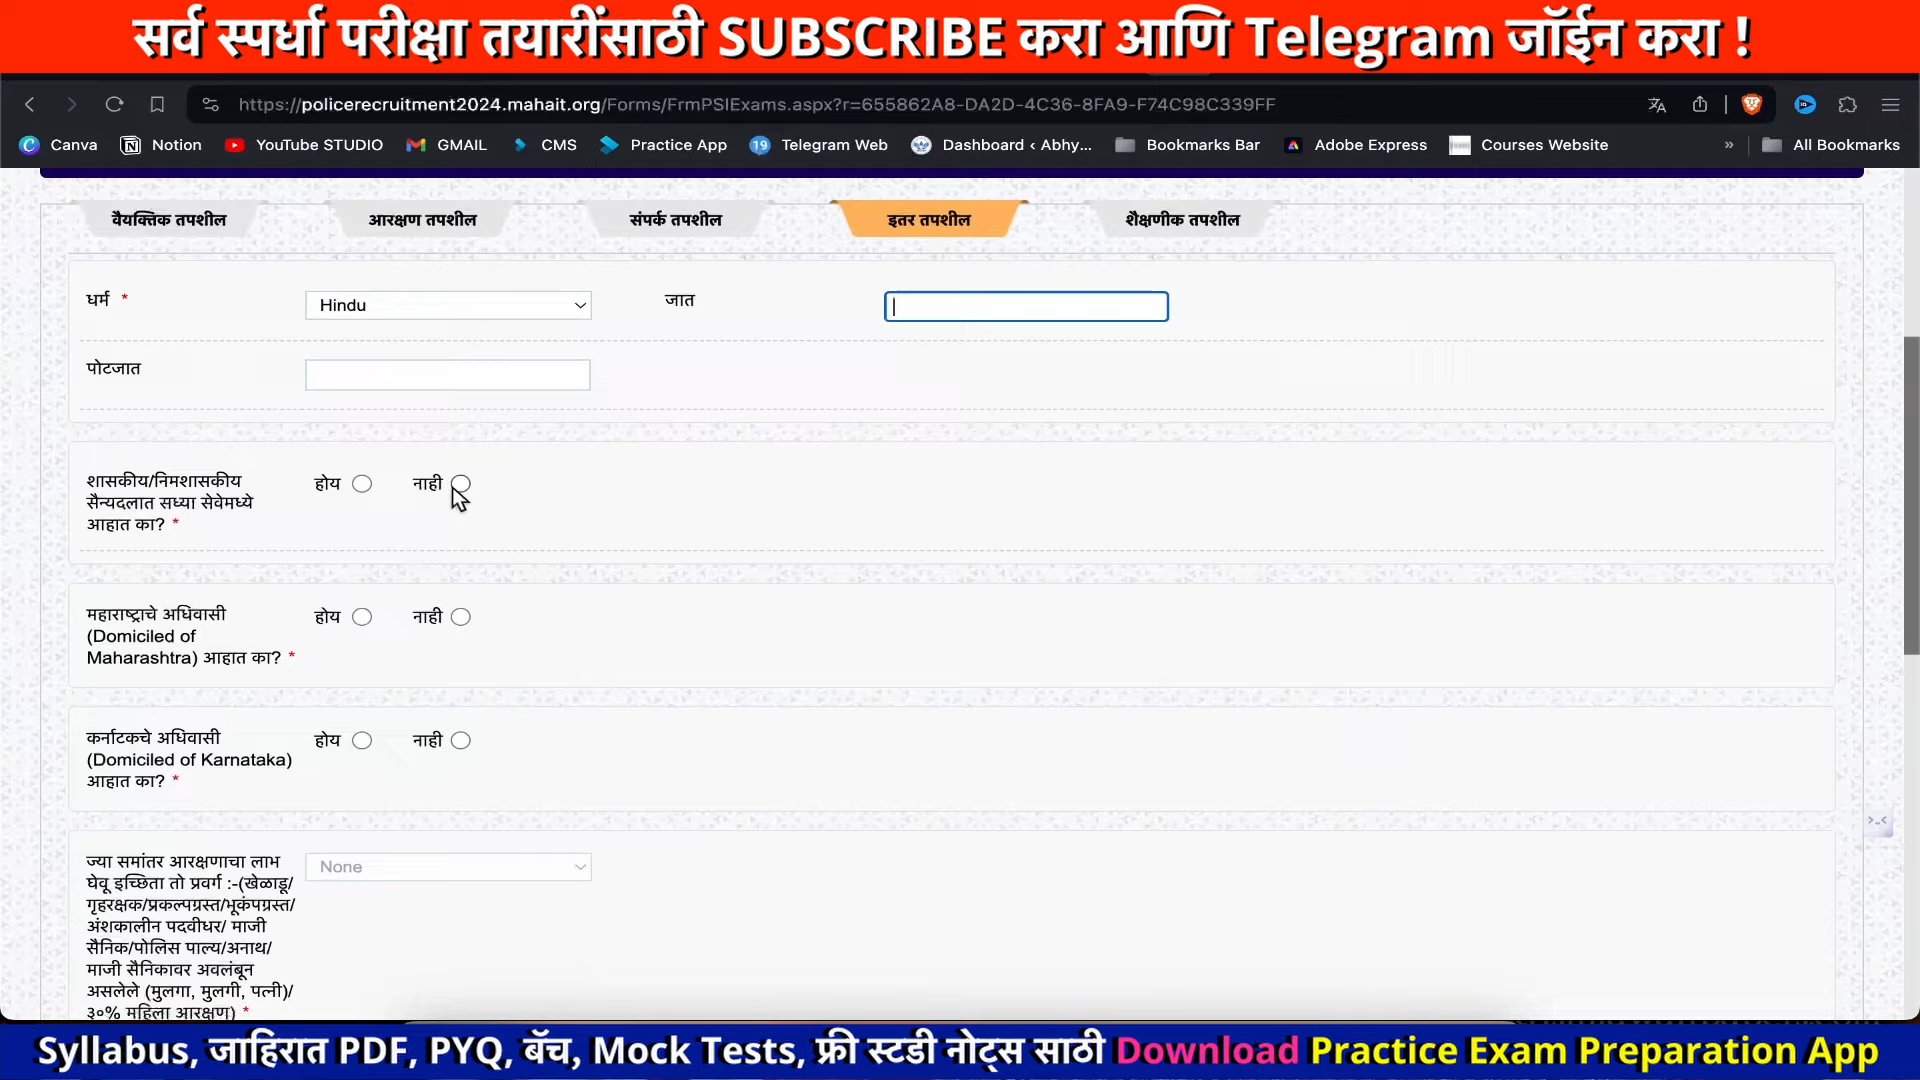 सर्व स्पर्धा परीक्षा तयारींसाठी SUBSCRIBE करा आणि Telegram जॉईन करा !
https://policerecruitment2024.mahait.org/Forms/FrmPSIExams.aspx?r=655862A8-DA2D-4C36-8FA9-F74C98C339FF
Canva Notion YouTube STUDIO GMAIL CMS Practice App 19 Telegram Web Dashboard ‹ Abhy... Bookmarks Bar Adobe Express Courses Website » All Bookmarks
वैयक्तिक तपशील आरक्षण तपशील संपर्क तपशील इतर तपशील शैक्षणीक तपशील
धर्म * Hindu जात
पोटजात
शासकीय/निमशासकीय होय नाही
सैन्यदलात सध्या सेवेमध्ये
आहात का? *
महाराष्ट्राचे अधिवासी होय नाही
(Domiciled of
Maharashtra) आहात का? *
कर्नाटकचे अधिवासी होय नाही
(Domiciled of Karnataka)
आहात का? *
ज्या समांतर आरक्षणाचा लाभ None
घेवू इच्छिता तो प्रवर्ग :-(खेळाडू/
गृहरक्षक/प्रकल्पग्रस्त/भूकंपग्रस्त/
अंशकालीन पदवीधर/ माजी
सैनिक/पोलिस पाल्य/अनाथ/
माजी सैनिकावर अवलंबून
असलेले (मुलगा, मुलगी, पत्नी)/
३०% महिला आरक्षण) *
Syllabus, जाहिरात PDF, PYQ, बॅच, Mock Tests, फ्री स्टडी नोट्स साठी Download Practice Exam Preparation App